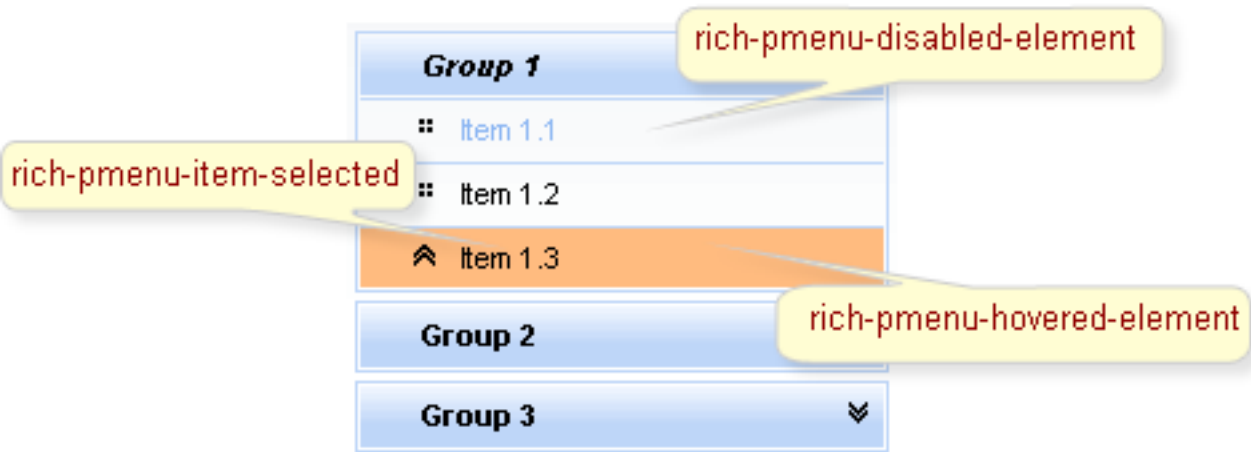 rich-pmenu-disabled-element
Group 1
Item 1.1
rich-pmenu-item-selected
Item 1.2
Item 1.3
rich-pmenu-hovered-element
Group 2
Group 3